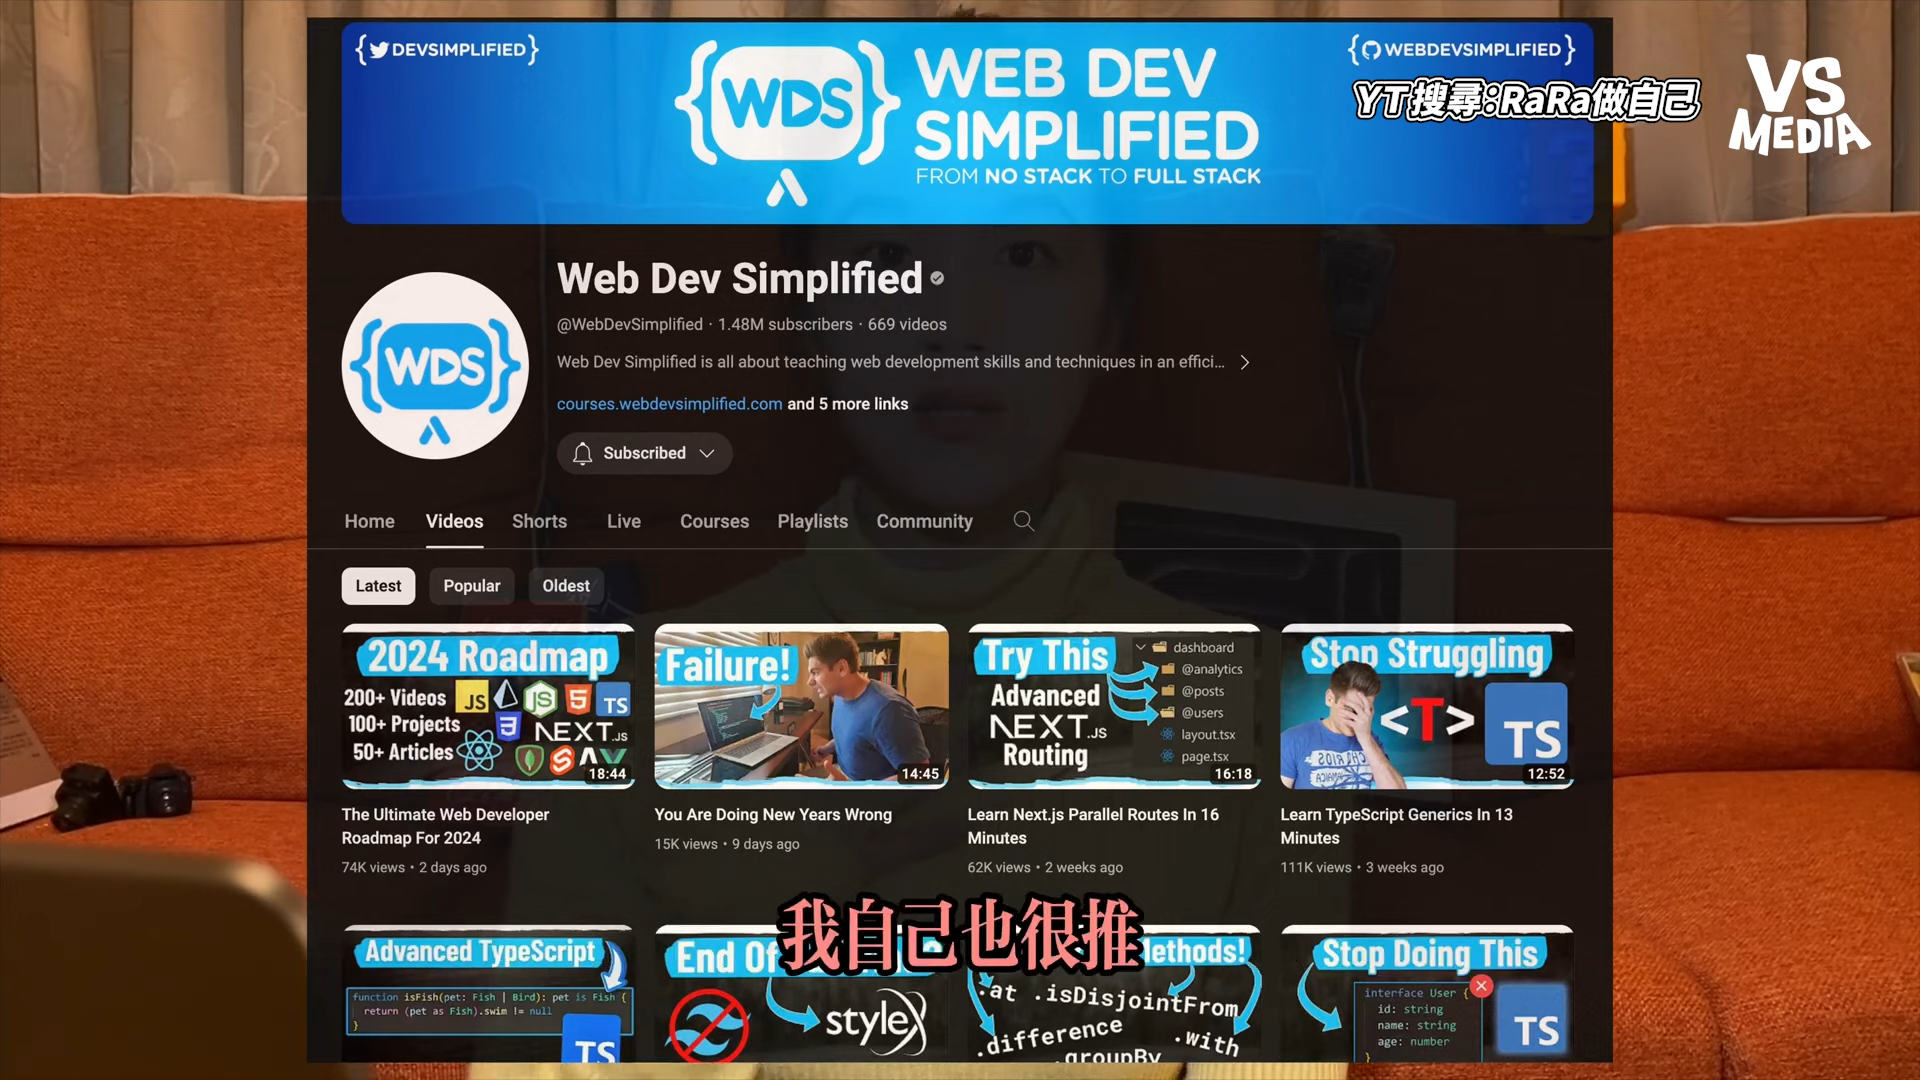 {DEVSIMPLIFIED}
{WDS} WEB DEV
SIMPLIFIED
FROM NO STACK TO FULL STACK
{WEBDEVSIMPLIFIED}
YT搜尋:RaRa做自己
VS
MEDIA
{WDS}
Web Dev Simplified
@WebDevSimplified · 1.48M subscribers · 669 videos
Web Dev Simplified is all about teaching web development skills and techniques in an effici...
courses.webdevsimplified.com and 5 more links
Subscribed
Home Videos Shorts Live Courses Playlists Community
Latest Popular Oldest
2024 Roadmap
200+ Videos
100+ Projects
50+ Articles
JS
JS
5
TS
3
NEXT.JS
18:44
The Ultimate Web Developer
Roadmap For 2024
74K views • 2 days ago
Failure!
14:45
You Are Doing New Years Wrong
15K views • 9 days ago
Try This
Advanced
NEXT.JS
Routing
dashboard
@analytics
@posts
@users
layout.tsx
page.tsx
16:18
Learn Next.js Parallel Routes In 16
Minutes
62K views • 2 weeks ago
Stop Struggling
<T>
TS
12:52
Learn TypeScript Generics In 13
Minutes
111K views • 3 weeks ago
我自己也很推
Advanced TypeScript
function isFish(pet: Fish | Bird): pet is Fish {
return (pet as Fish).swim != null
}
TS
End Of
styleX
Methods!
.at .isDisjointFrom
.difference
.with
.groupBy
Stop Doing This
interface User {
id: string
name: string
age: number
}
TS